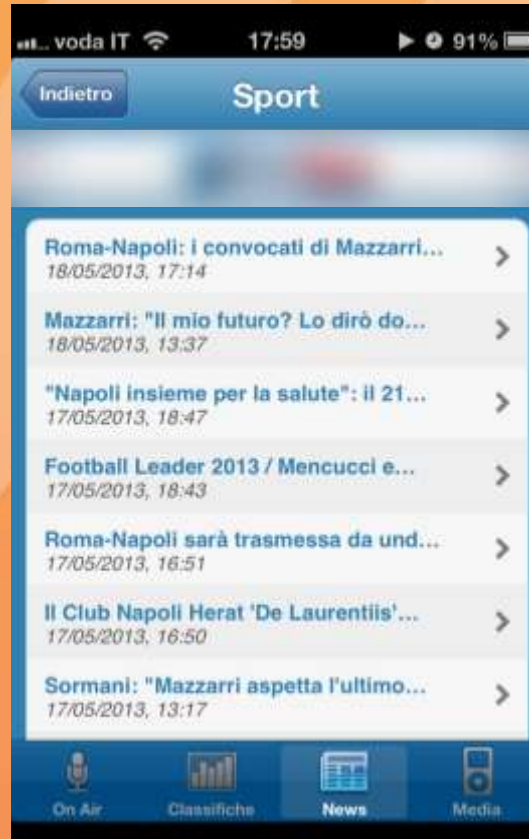 voda IT 17:59 91%
Indietro Sport
Roma-Napoli: i convocati di Mazzarri...
18/05/2013, 17:14
Mazzarri: "Il mio futuro? Lo dirò do...
18/05/2013, 13:37
"Napoli insieme per la salute": il 21...
17/05/2013, 18:47
Football Leader 2013 / Mencucci e...
17/05/2013, 18:43
Roma-Napoli sarà trasmessa da und...
17/05/2013, 16:51
Il Club Napoli Herat 'De Laurentiis'...
17/05/2013, 16:50
Sormani: "Mazzarri aspetta l'ultimo...
17/05/2013, 13:17
On Air Classifiche News Media